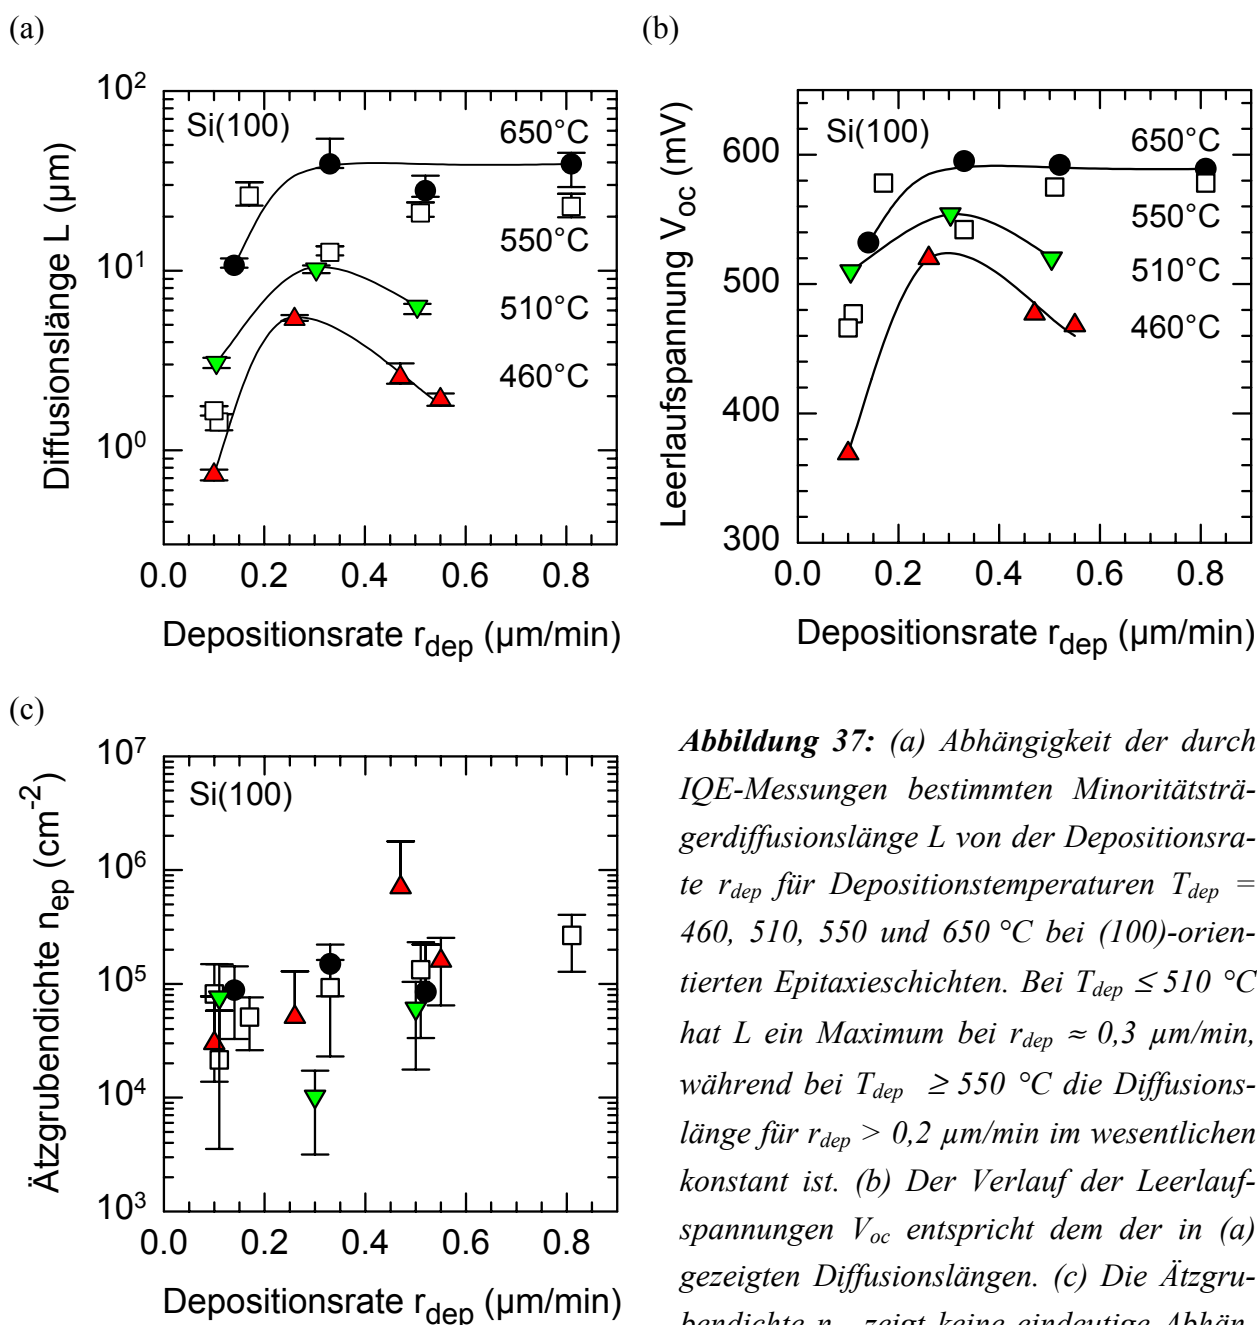 (a)
10²
Si(100)
650°C
550°C
510°C
460°C
10¹
10⁰
Diffusionslänge L (µm)
0.0 0.2 0.4 0.6 0.8
Depositionsrate r_dep (µm/min)
(b)
Si(100)
650°C
550°C
510°C
460°C
600
500
400
300
Leerlaufspannung V_oc (mV)
0.0 0.2 0.4 0.6 0.8
Depositionsrate r_dep (µm/min)
(c)
10⁷
Si(100)
10⁶
10⁵
10⁴
10³
Ätzgrubendichte n_ep (cm⁻²)
0.0 0.2 0.4 0.6 0.8
Depositionsrate r_dep (µm/min)
Abbildung 37: (a) Abhängigkeit der durch
IQE-Messungen bestimmten Minoritätsträ-
gerdiffusionslänge L von der Depositionsra-
te r_dep für Depositionstemperaturen T_dep =
460, 510, 550 und 650 °C bei (100)-orien-
tierten Epitaxieschichten. Bei T_dep ≤ 510 °C
hat L ein Maximum bei r_dep ≈ 0,3 µm/min,
während bei T_dep ≥ 550 °C die Diffusions-
länge für r_dep > 0,2 µm/min im wesentlichen
konstant ist. (b) Der Verlauf der Leerlauf-
spannungen V_oc entspricht dem der in (a)
gezeigten Diffusionslängen. (c) Die Ätzgru-
bendichte n zeigt keine eindeutige Abhän-